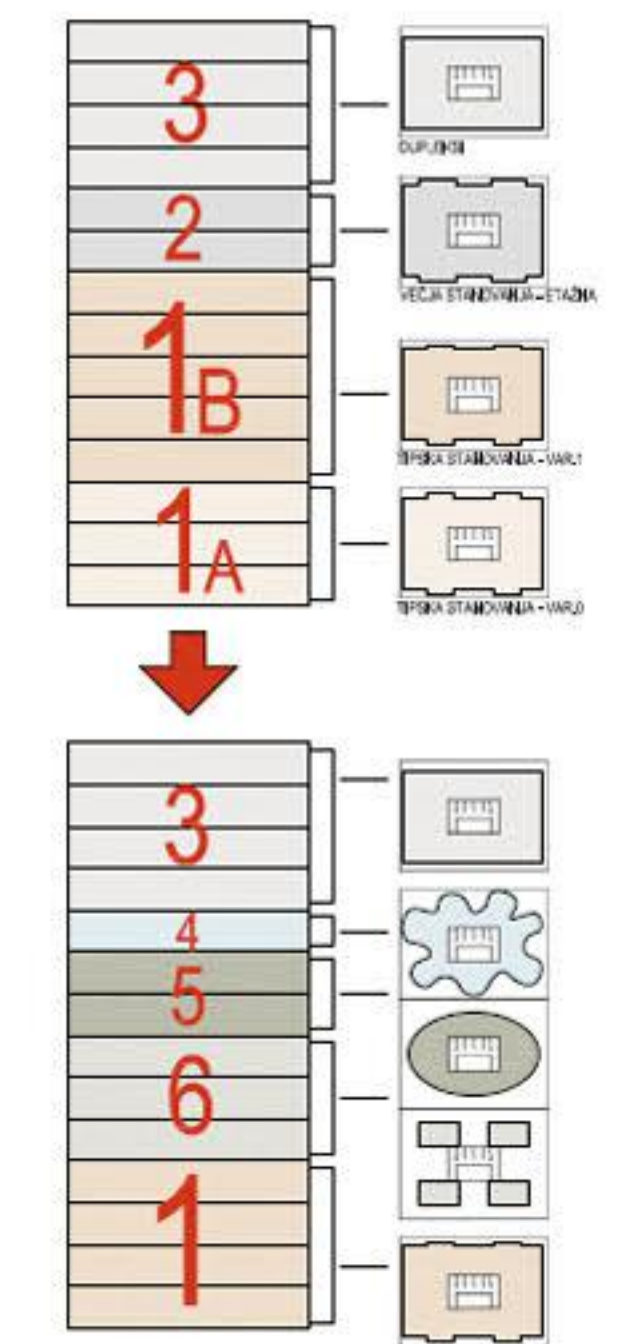 3
DUPLEKSI
2
VEČJA STANOVANJA - ETAŽNA
1B
TIPSKA STANOVANJA - VAR.1
1A
TIPSKA STANOVANJA - VAR.0
3
4
5
6
1